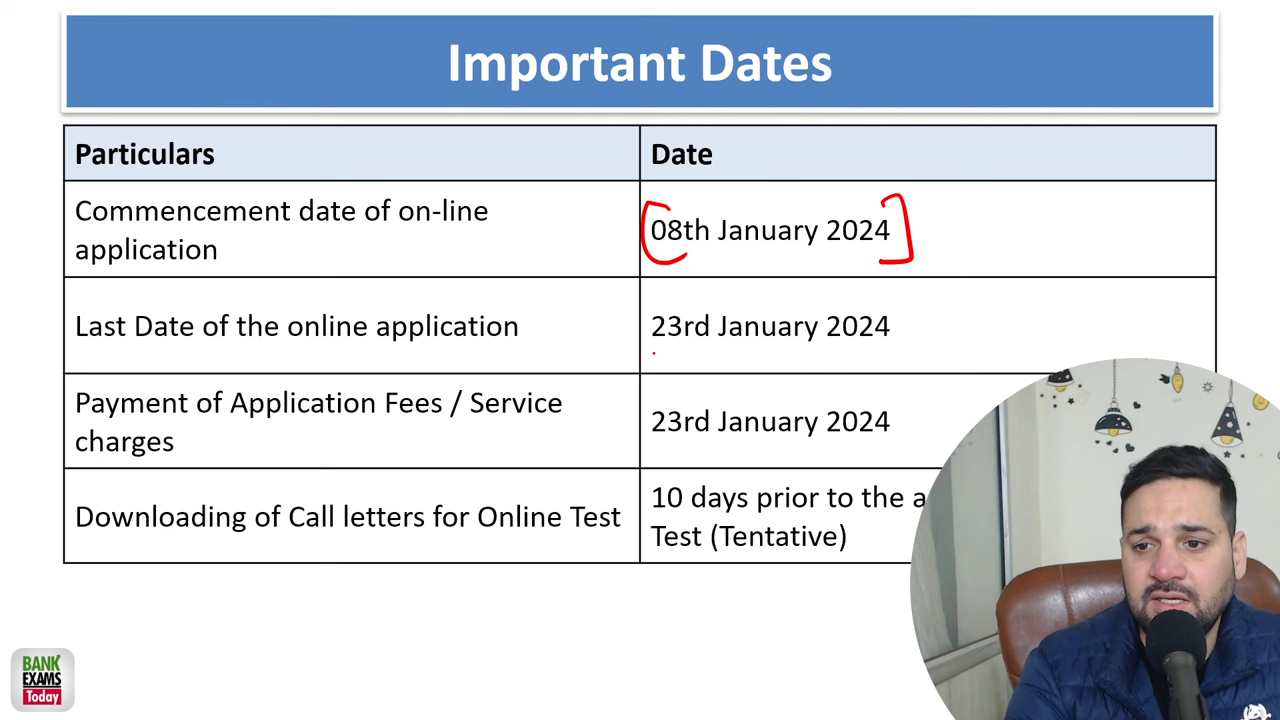 Important Dates
Particulars
Date
Commencement date of on-line
application
08th January 2024
Last Date of the online application
23rd January 2024
Payment of Application Fees / Service
charges
23rd January 2024
Downloading of Call letters for Online Test
10 days prior to the
Test (Tentative)
BANK
EXAMS
Today